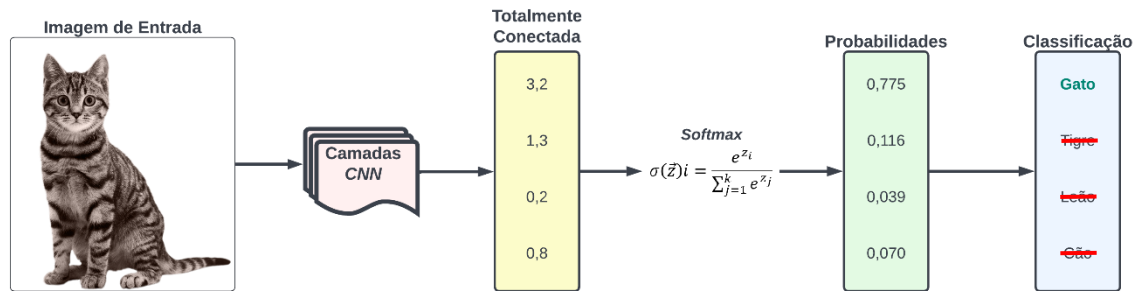 Imagem de Entrada
Camadas
CNN
Totalmente
Conectada
3,2
1,3
0,2
0,8
Softmax
σ(z⃗)i = e^{z_i} / ∑_{j=1}^{k} e^{z_j}
Probabilidades
0,775
0,116
0,039
0,070
Classificação
Gato
Tigre
Leão
Cão